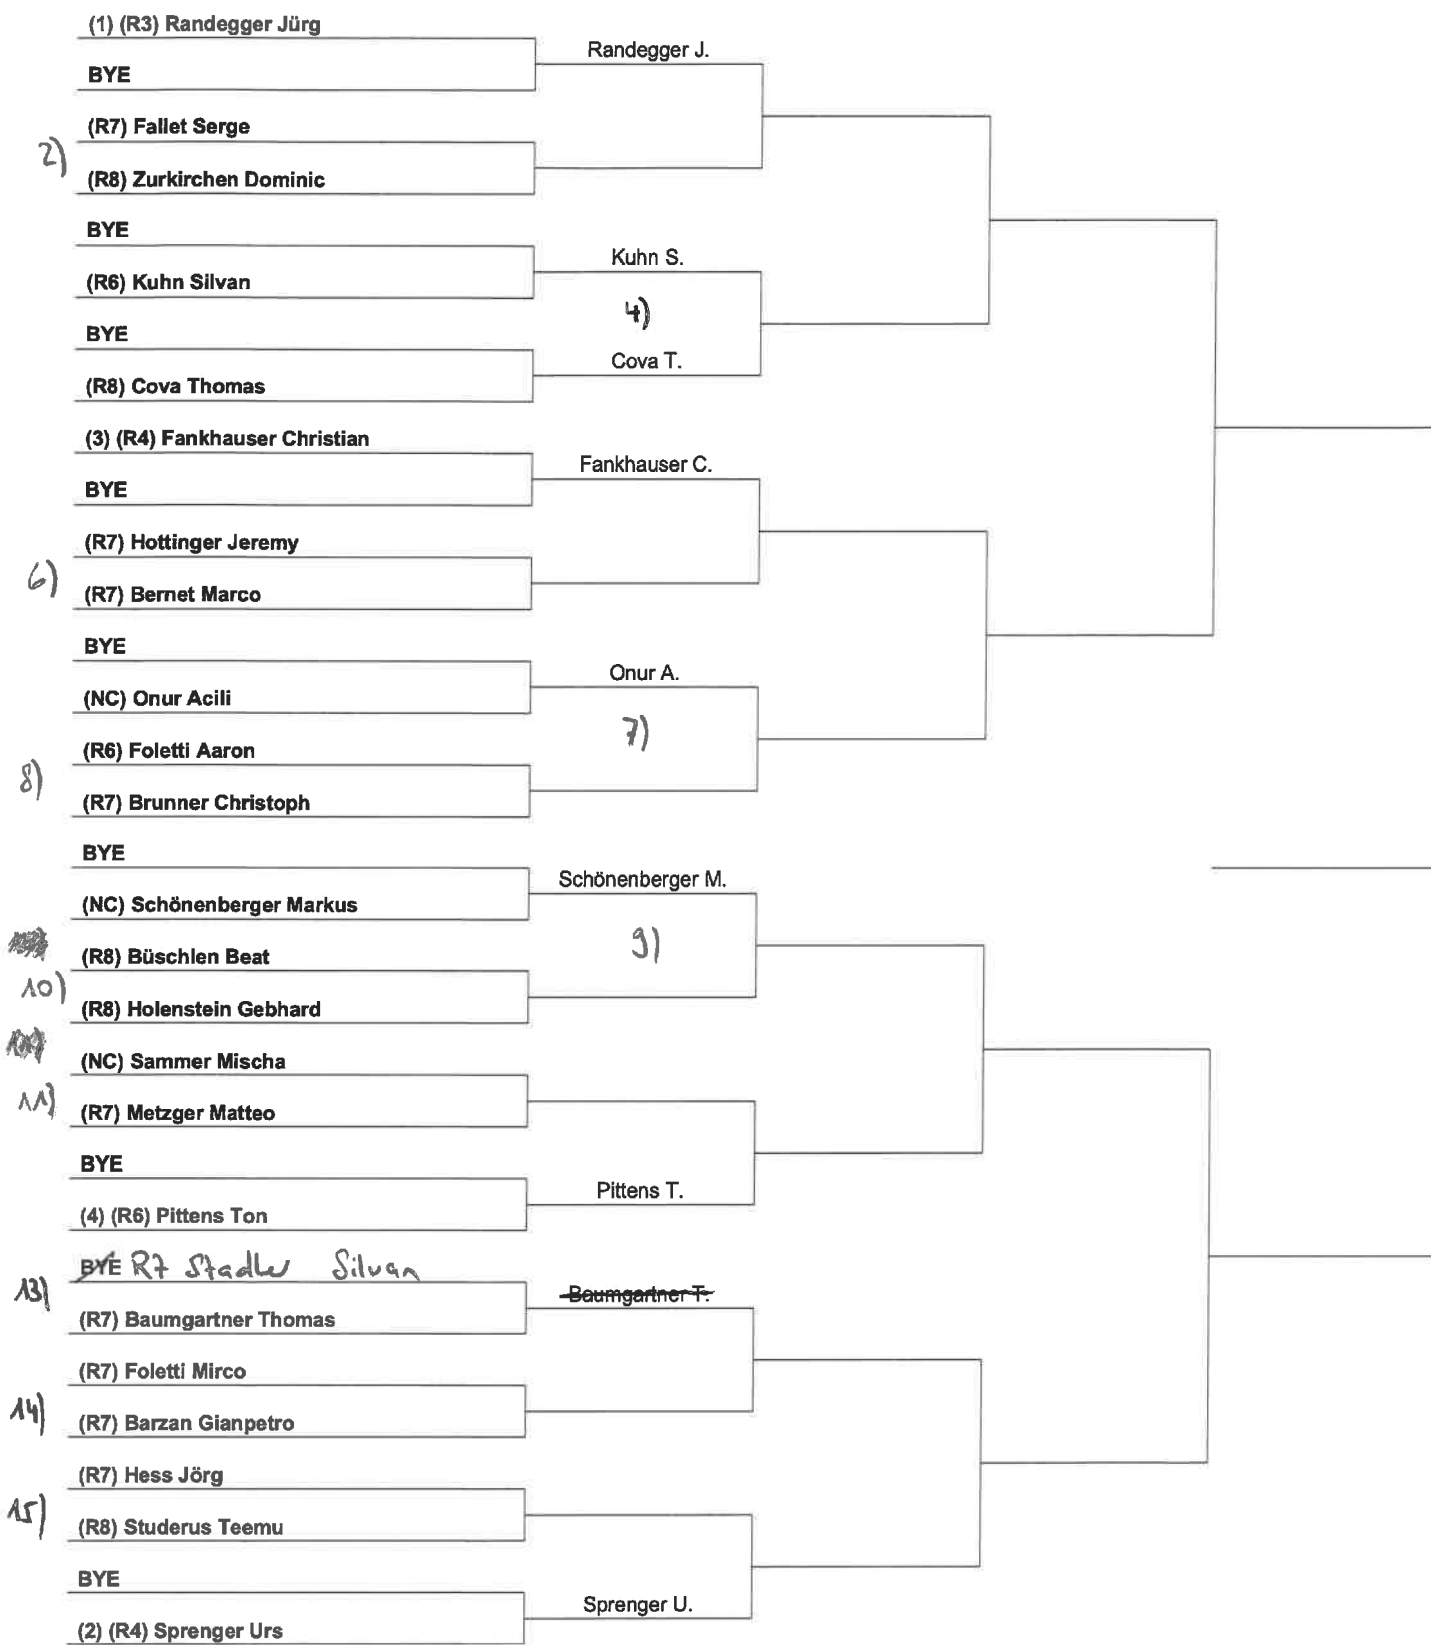 (1) (R3) Randegger Jürg
Randegger J.
BYE
(R7) Fallet Serge
2)
(R8) Zurkirchen Dominic
BYE
Kuhn S.
(R6) Kuhn Silvan
4)
BYE
Cova T.
(R8) Cova Thomas
(3) (R4) Fankhauser Christian
Fankhauser C.
BYE
(R7) Hottinger Jeremy
6)
(R7) Bernet Marco
BYE
Onur A.
(NC) Onur Acili
7)
(R6) Foletti Aaron
8)
(R7) Brunner Christoph
BYE
Schönenberger M.
(NC) Schönenberger Markus
9)
(R8) Büschlen Beat
10)
(R8) Holenstein Gebhard
(NC) Sammer Mischa
11)
(R7) Metzger Matteo
BYE
Pittens T.
(4) (R6) Pittens Ton
BYE R7 Stadler Silvan
13)
Baumgartner T.
(R7) Baumgartner Thomas
(R7) Foletti Mirco
14)
(R7) Barzan Gianpetro
(R7) Hess Jörg
15)
(R8) Studerus Teemu
BYE
Sprenger U.
(2) (R4) Sprenger Urs